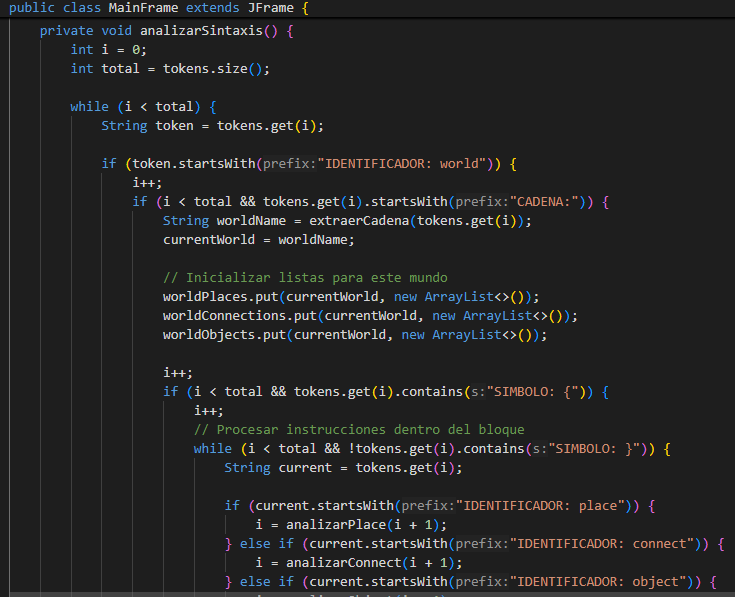 public class MainFrame extends JFrame {
    private void analizarSintaxis() {
        int i = 0;
        int total = tokens.size();
        while (i < total) {
            String token = tokens.get(i);
            if (token.startsWith(prefix:"IDENTIFICADOR: world")) {
                i++;
                if (i < total && tokens.get(i).startsWith(prefix:"CADENA:")) {
                    String worldName = extraerCadena(tokens.get(i));
                    currentWorld = worldName;
                    // Inicializar listas para este mundo
                    worldPlaces.put(currentWorld, new ArrayList<>());
                    worldConnections.put(currentWorld, new ArrayList<>());
                    worldObjects.put(currentWorld, new ArrayList<>());
                    i++;
                    if (i < total && tokens.get(i).contains(s:"SIMBOLO: {")) {
                        i++;
                        // Procesar instrucciones dentro del bloque
                        while (i < total && !tokens.get(i).contains(s:"SIMBOLO: }")) {
                            String current = tokens.get(i);
                            if (current.startsWith(prefix:"IDENTIFICADOR: place")) {
                                i = analizarPlace(i + 1);
                            } else if (current.startsWith(prefix:"IDENTIFICADOR: connect")) {
                                i = analizarConnect(i + 1);
                            } else if (current.startsWith(prefix:"IDENTIFICADOR: object")) {